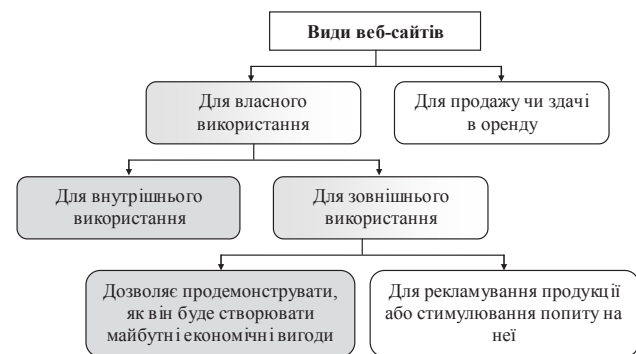 Види веб-сайтів
Для власного
використання
Для продажу чи здачі
в оренду
Для внутрішнього
використання
Для зовнішнього
використання
Дозволяє продемонструвати,
як він буде створювати
майбутні економічні вигоди
Для рекламування продукції
або стимулювання попиту на
неї